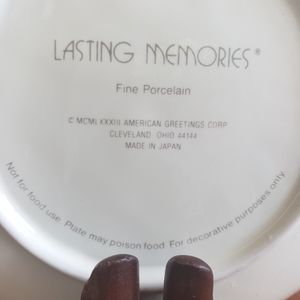 LASTING MEMORIES®
Fine Porcelain
© MCMLXXXIII AMERICAN GREETINGS CORP
CLEVELAND, OHIO 44144
MADE IN JAPAN
Not for food use. Plate may poison food. For decorative purposes only.